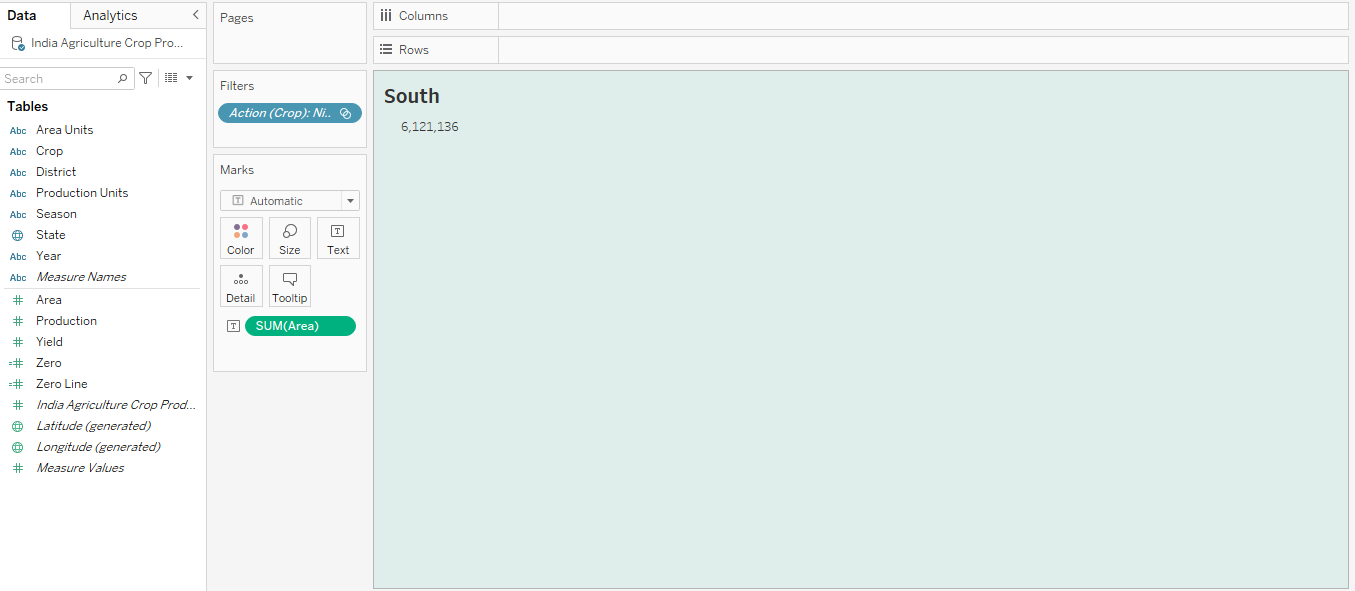 Data
Analytics
India Agriculture Crop Pro...
Search
Tables
Abc Area Units
Abc Crop
Abc District
Abc Production Units
Abc Season
State
Abc Year
Abc Measure Names
Area
Production
Yield
Zero
Zero Line
India Agriculture Crop Prod...
Latitude (generated)
Longitude (generated)
Measure Values
Pages
Filters
Action (Crop): Ni..
Marks
T Automatic
Color
Size
T Text
Detail
Tooltip
T SUM(Area)
Columns
Rows
South
6,121,136